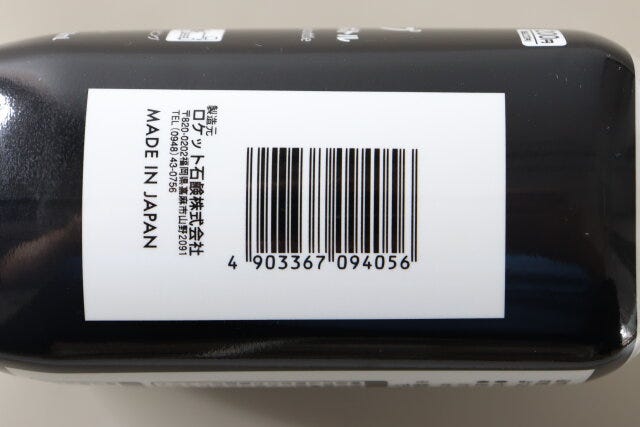 製造元
ロケット石鹸株式会社
〒820-0202福岡県嘉麻市山野2091
TEL(0948)43-0756
MADE IN JAPAN
4 903367 094056